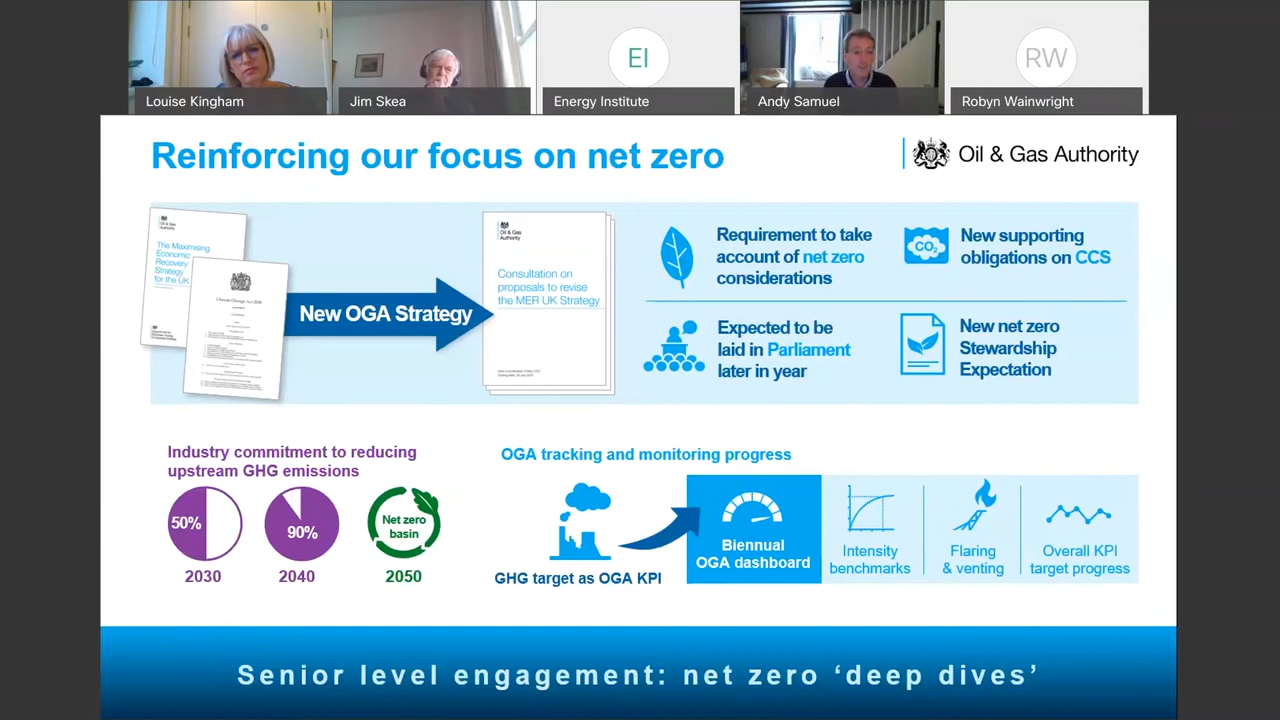 Louise Kingham
Jim Skea
EI
Energy Institute
Andy Samuel
RW
Robyn Wainwright
Reinforcing our focus on net zero
Oil & Gas Authority
Oil & Gas
Authority
The Maximising
Economic
Recovery
Strategy
for the UK
Climate Change Act 2008
New OGA Strategy
Oil & Gas
Authority
Consultation on
proposals to revise
the MER UK Strategy
Requirement to take
account of net zero
considerations
CO₂
New supporting
obligations on CCS
Expected to be
laid in Parliament
later in year
New net zero
Stewardship
Expectation
Industry commitment to reducing
upstream GHG emissions
50%
2030
90%
2040
Net zero
basin
2050
OGA tracking and monitoring progress
GHG target as OGA KPI
Biennual
OGA dashboard
Intensity
benchmarks
Flaring
& venting
Overall KPI
target progress
Senior level engagement: net zero ‘deep dives’